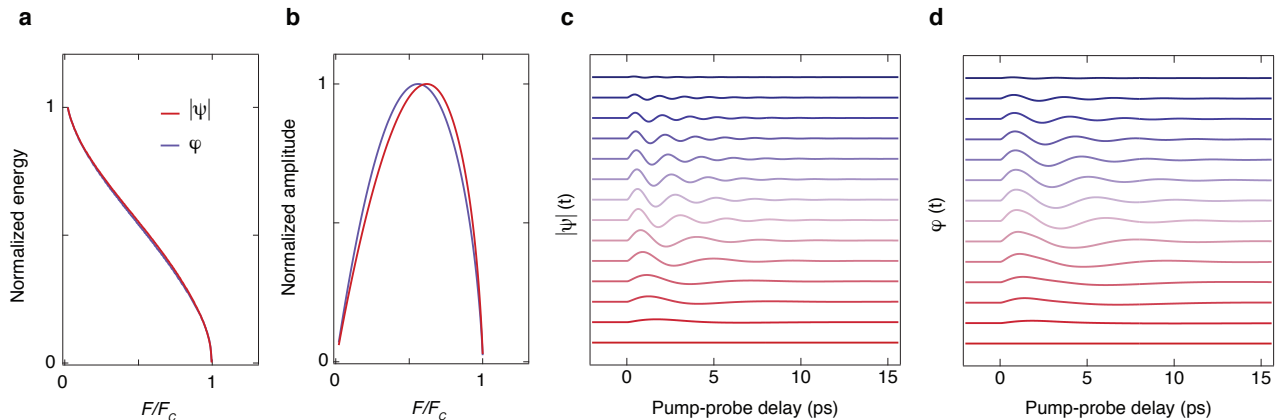 a
Normalized energy
1
0
|ψ|
φ
0
1
F/F_C
b
Normalized amplitude
1
0
0
1
F/F_C
c
|ψ| (t)
0
5
10
15
Pump-probe delay (ps)
d
φ (t)
0
5
10
15
Pump-probe delay (ps)